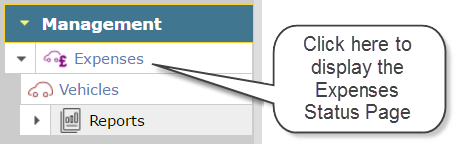 Management
Expenses
Vehicles
Reports
Click here to
display the
Expenses
Status Page